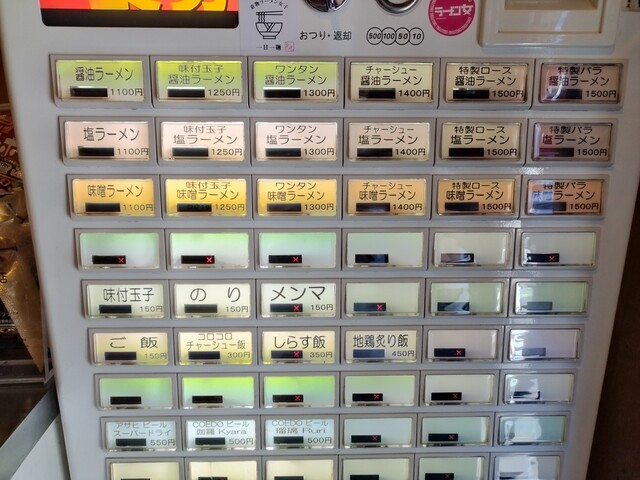 一日一麺
おつり・返却
500 100 50 10
ラーメン女
醤油ラーメン 1100円
味付玉子 醤油ラーメン 1250円
ワンタン 醤油ラーメン 1300円
チャーシュー 醤油ラーメン 1400円
特製ロース 醤油ラーメン 1500円
特製バラ 醤油ラーメン 1500円
塩ラーメン 1100円
味付玉子 塩ラーメン 1250円
ワンタン 塩ラーメン 1300円
チャーシュー 塩ラーメン 1400円
特製ロース 塩ラーメン 1500円
特製バラ 塩ラーメン 1500円
味噌ラーメン 1100円
味付玉子 味噌ラーメン 1250円
ワンタン 味噌ラーメン 1300円
チャーシュー 味噌ラーメン 1400円
特製ロース 味噌ラーメン 1500円
特製バラ 味噌ラーメン 1500円
味付玉子 150円
のり 150円
メンマ 150円
ご飯 150円
コロコロ チャーシュー飯 300円
しらす飯 350円
地鶏炙り飯 450円
アサヒ ビール スーパードライ 550円
COEDO ビール 伽羅 Kyara 500円
COEDO ビール 瑠璃 Ruri 500円